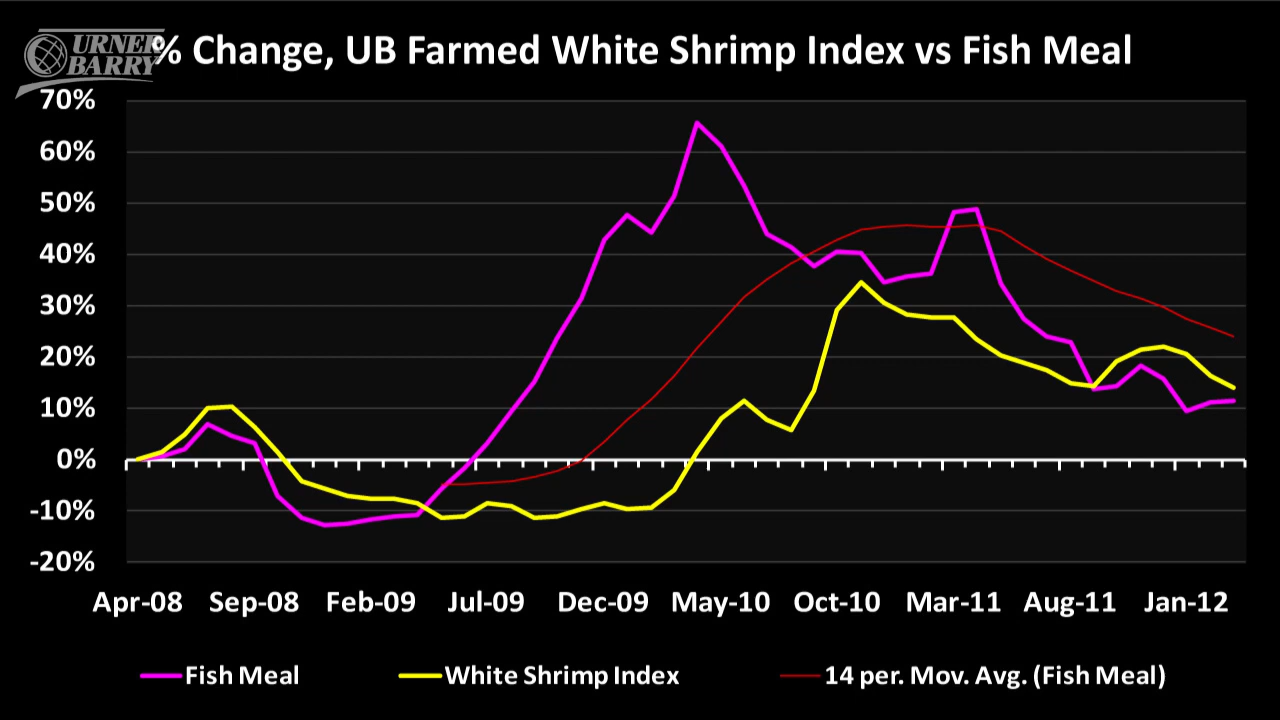 URNER
BARRY
% Change, UB Farmed White Shrimp Index vs Fish Meal
70%
60%
50%
40%
30%
20%
10%
0%
-10%
-20%
Apr-08 Sep-08 Feb-09 Jul-09 Dec-09 May-10 Oct-10 Mar-11 Aug-11 Jan-12
Fish Meal White Shrimp Index 14 per. Mov. Avg. (Fish Meal)